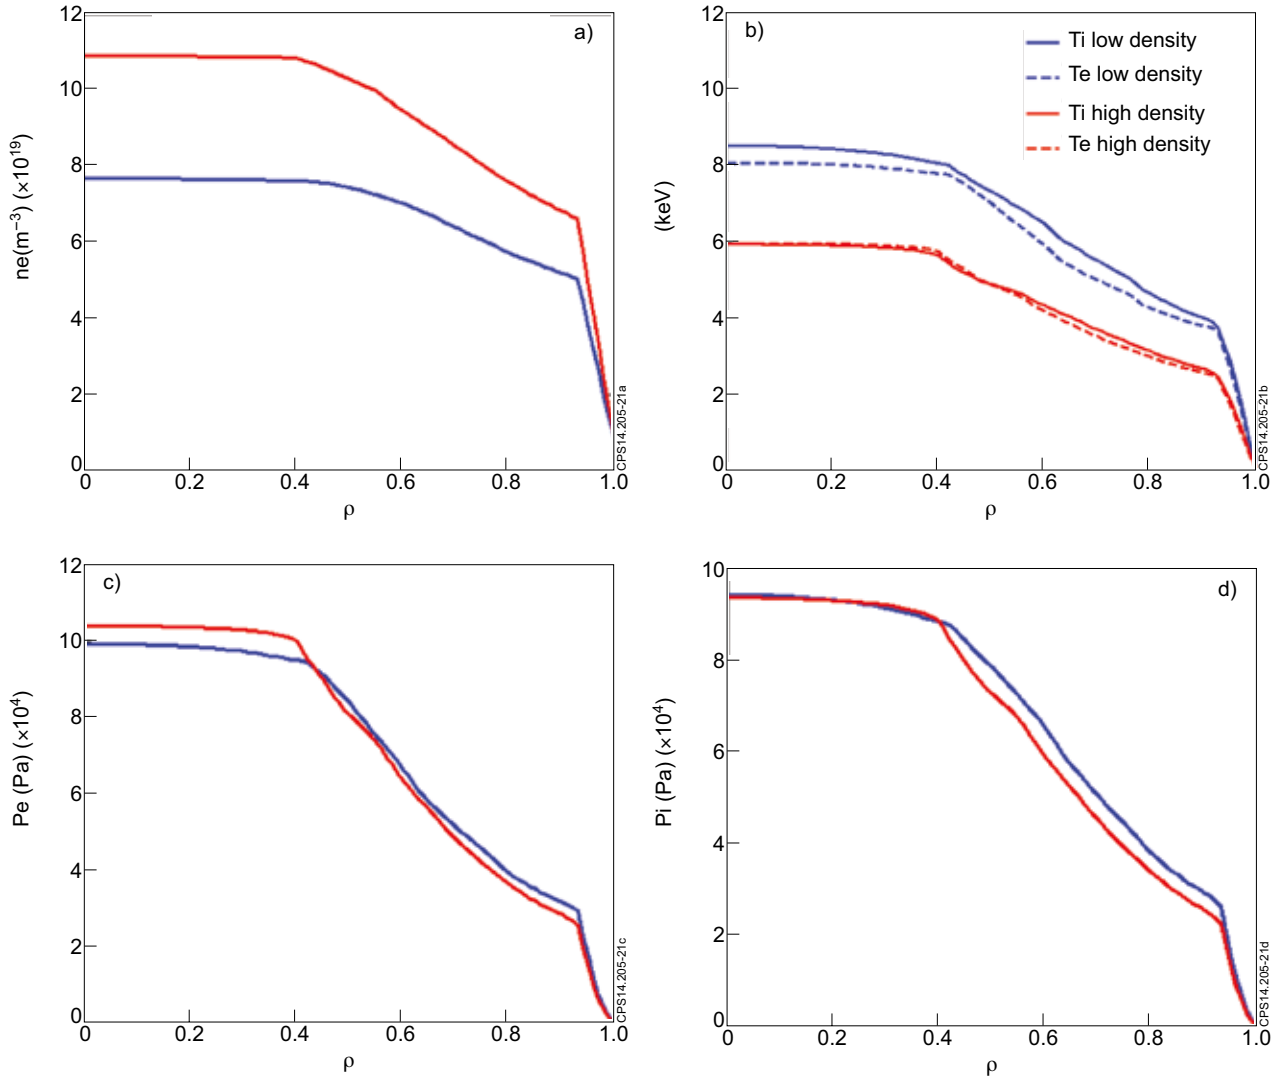 a)
12
10
8
6
4
2
0
ne(m⁻³) (×10¹⁹)
0 0.2 0.4 0.6 0.8 1.0
ρ
CPS14.205-21a
b)
Ti low density
Te low density
Ti high density
Te high density
12
10
8
6
4
2
0
(keV)
0 0.2 0.4 0.6 0.8 1.0
ρ
CPS14.205-21b
c)
12
10
8
6
4
2
0
Pe (Pa) (×10⁴)
0 0.2 0.4 0.6 0.8 1.0
ρ
CPS14.205-21c
d)
10
8
6
4
2
0
Pi (Pa) (×10⁴)
0 0.2 0.4 0.6 0.8 1.0
ρ
CPS14.205-21d